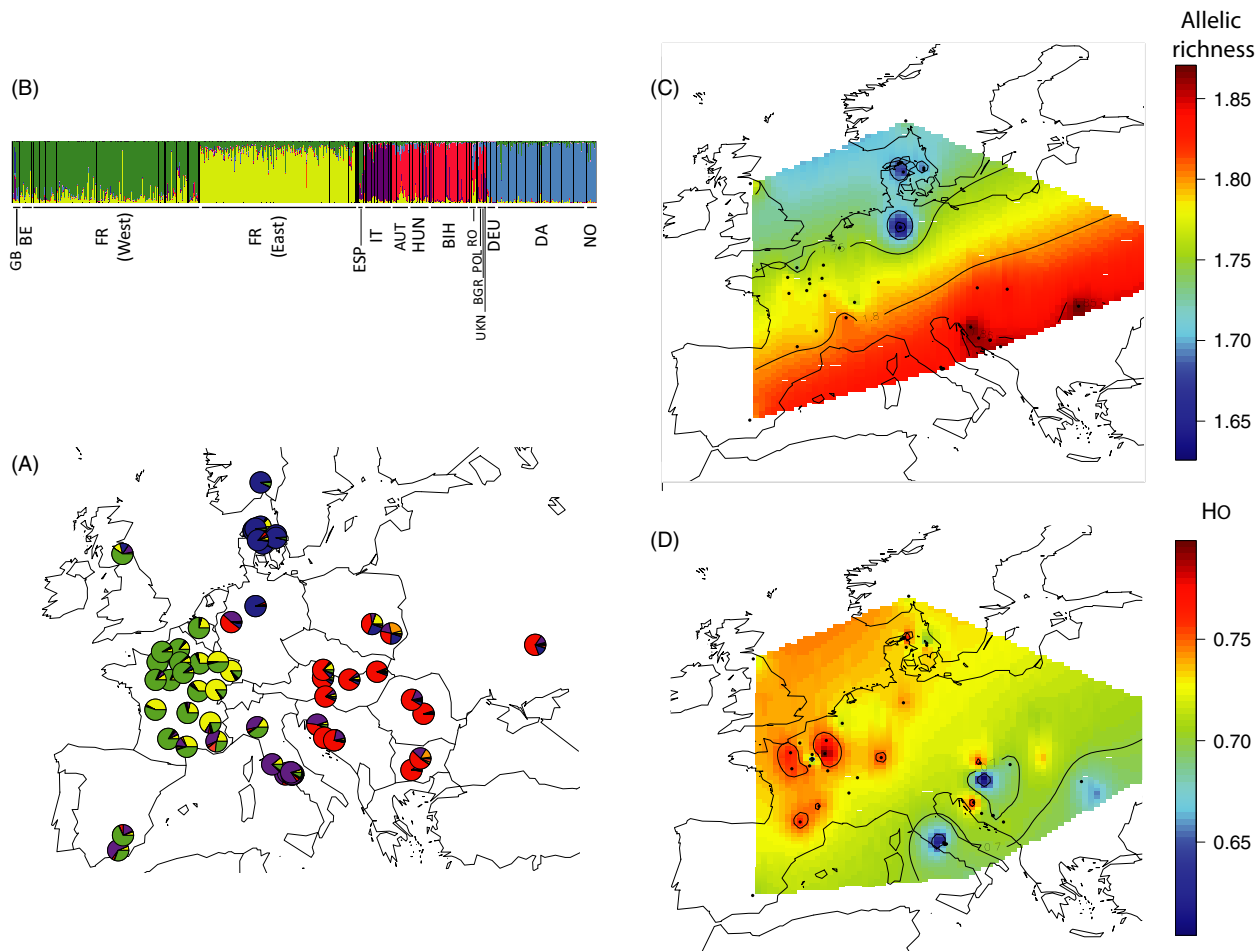 (B)
GB
BE
FR
(West)
FR
(East)
ESP
IT
AUT
HUN
BIH
RO
POL
BGR
UKN
DEU
DA
NO
(A)
(C)
Allelic
richness
1.85
1.80
1.75
1.70
1.65
1.75
1.8
(D)
HO
0.75
0.70
0.65
0.7